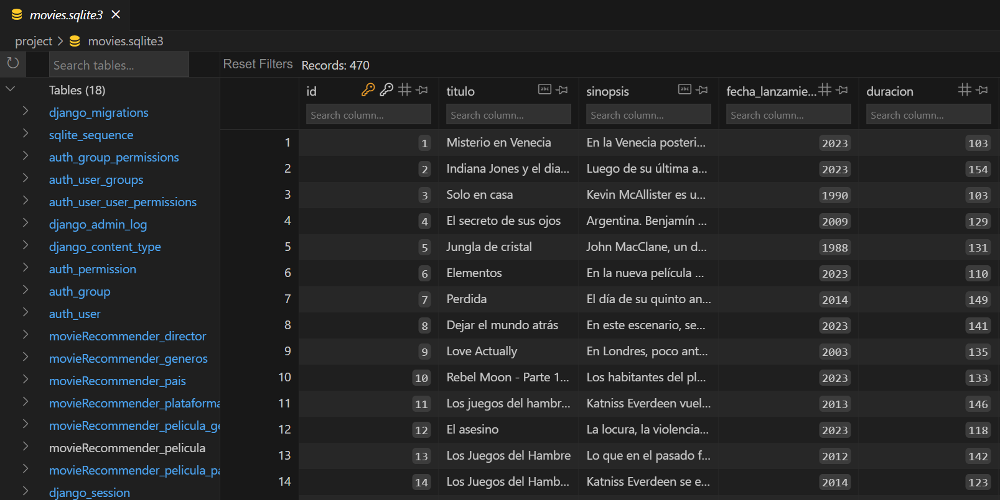 movies.sqlite3
project > movies.sqlite3
Search tables...
Reset Filters Records: 470
Tables (18)
django_migrations
sqlite_sequence
auth_group_permissions
auth_user_groups
auth_user_user_permissions
django_admin_log
django_content_type
auth_permission
auth_group
auth_user
movieRecommender_director
movieRecommender_generos
movieRecommender_pais
movieRecommender_plataforma
movieRecommender_pelicula_ge
movieRecommender_pelicula
movieRecommender_pelicula_pa
django_session
id titulo abc sinopsis abc fecha_lanzamie... duracion
Search column... Search column... Search column... Search column... Search column...
1 1 Misterio en Venecia En la Venecia posteri... 2023 103
2 2 Indiana Jones y el dia... Luego de su última a... 2023 154
3 3 Solo en casa Kevin McAllister es u... 1990 103
4 4 El secreto de sus ojos Argentina. Benjamín ... 2009 129
5 5 Jungla de cristal John MacClane, un d... 1988 131
6 6 Elementos En la nueva película ... 2023 110
7 7 Perdida El día de su quinto an... 2014 149
8 8 Dejar el mundo atrás En este escenario, se... 2023 141
9 9 Love Actually En Londres, poco ant... 2003 135
10 10 Rebel Moon - Parte 1... Los habitantes del pl... 2023 133
11 11 Los juegos del hambr... Katniss Everdeen vuel... 2013 146
12 12 El asesino La locura, la violencia... 2023 118
13 13 Los Juegos del Hambre Lo que en el pasado f... 2012 142
14 14 Los Juegos del Hamb... Katniss Everdeen se e... 2014 123